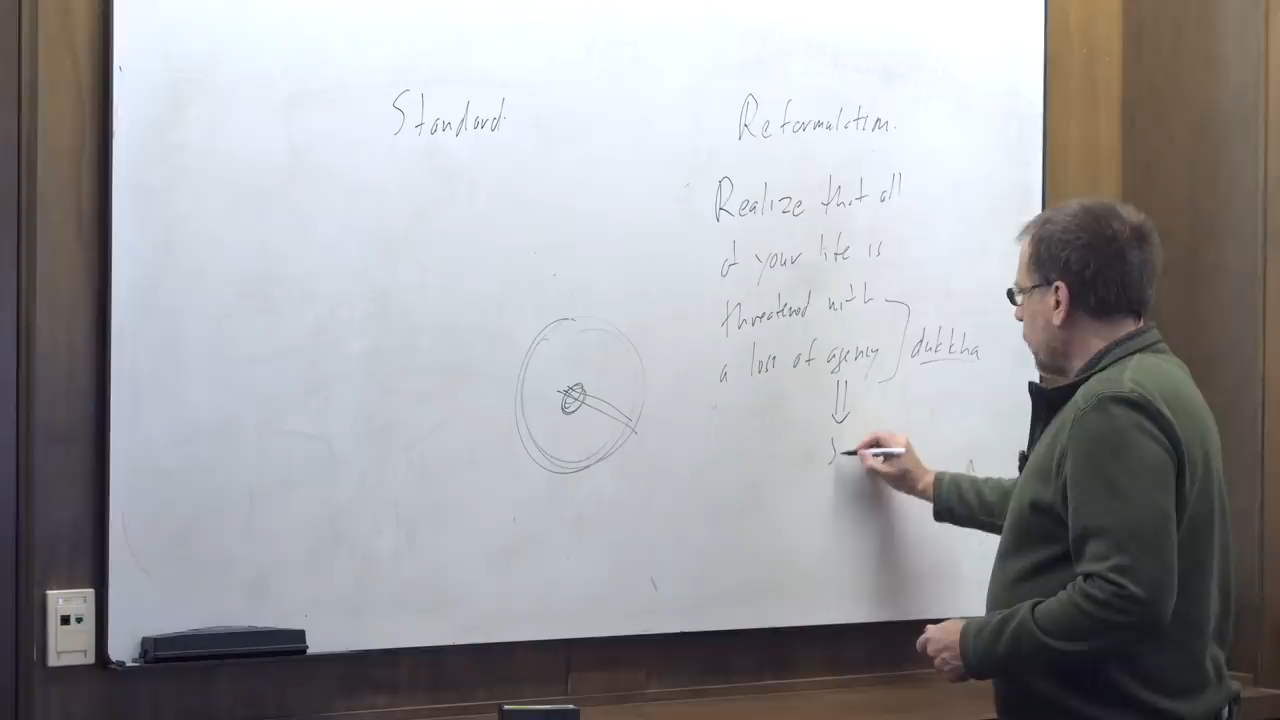 Standard.
Reformulation.
Realize that all
of your life is
threatened with
a loss of agency
dukkha